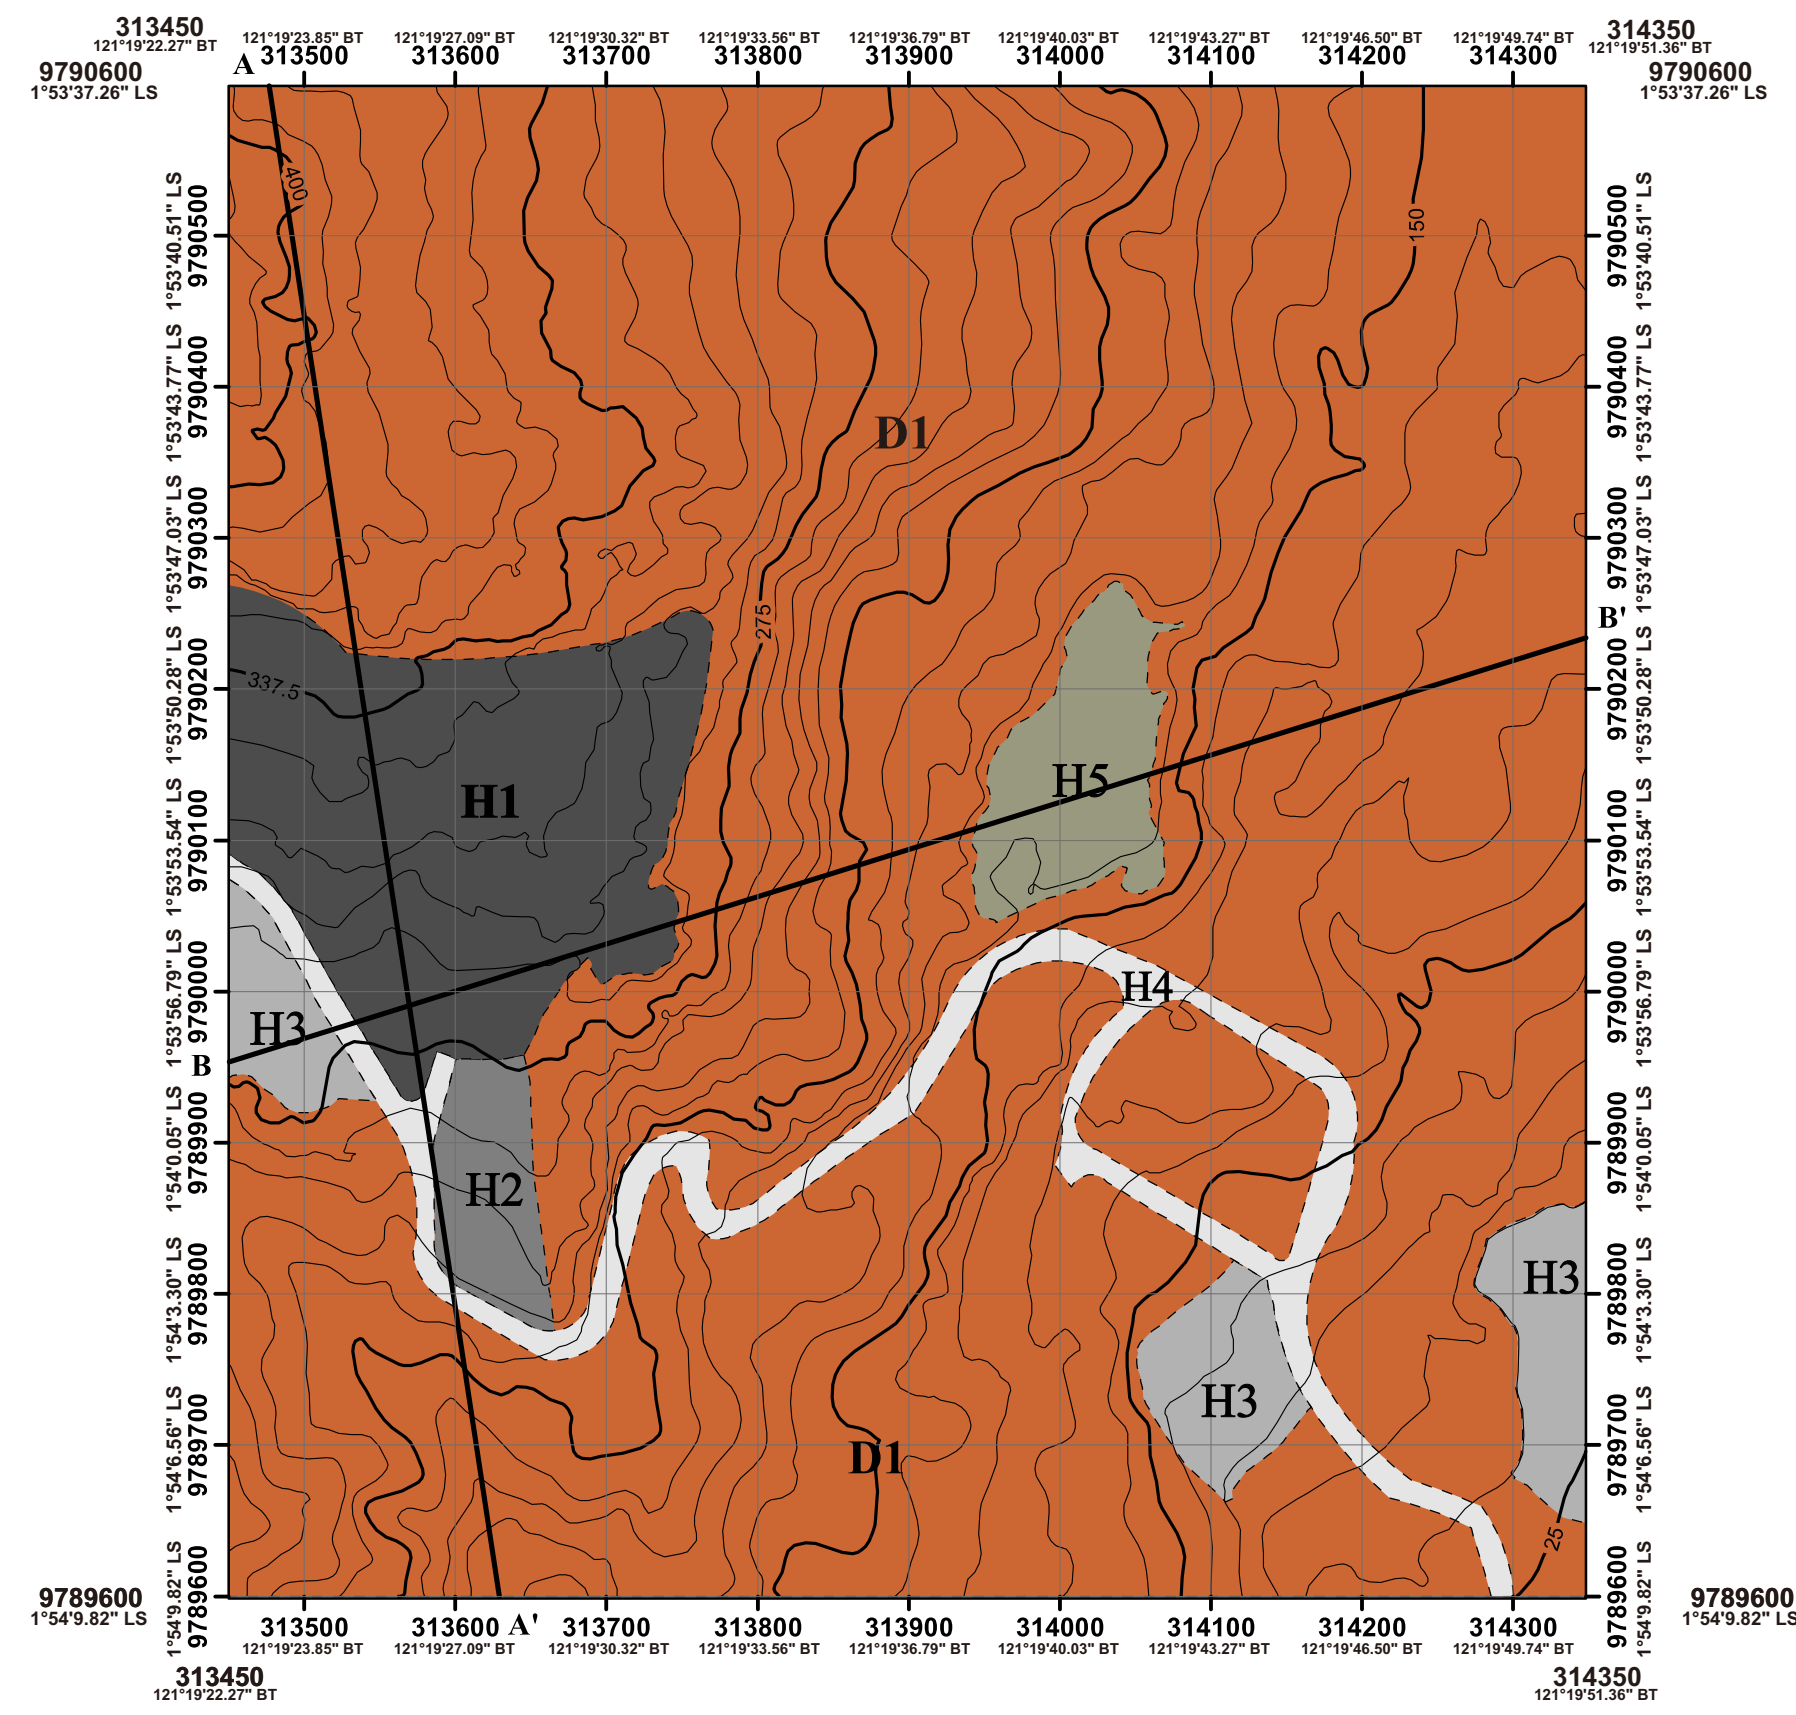 313450
121°19'22.27" BT
314350
121°19'51.36" BT
9790600
1°53'37.26" LS
9790600
1°53'37.26" LS
121°19'23.85" BT 121°19'27.09" BT 121°19'30.32" BT 121°19'33.56" BT 121°19'36.79" BT 121°19'40.03" BT 121°19'43.27" BT 121°19'46.50" BT 121°19'49.74" BT
313500 313600 313700 313800 313900 314000 314100 314200 314300
A
400
150
1°53'40.51" LS
9790500
9790500
1°53'40.51" LS
1°53'43.77" LS
9790400
9790400
1°53'43.77" LS
D1
1°53'47.03" LS
9790300
9790300
1°53'47.03" LS
275
B'
1°53'50.28" LS
9790200
337.5
9790200
1°53'50.28" LS
H5
H1
1°53'53.54" LS
9790100
9790100
1°53'53.54" LS
H4
1°53'56.79" LS
9790000
9790000
1°53'56.79" LS
H3
B
1°54'0.05" LS
9789900
9789900
1°54'0.05" LS
H2
H3
1°54'3.30" LS
9789800
9789800
1°54'3.30" LS
H3
D1
1°54'6.56" LS
9789700
9789700
1°54'6.56" LS
25
1°54'9.82" LS
9789600
9789600
1°54'9.82" LS
9789600
1°54'9.82" LS
9789600
1°54'9.82" LS
313500 313600 A' 313700 313800 313900 314000 314100 314200 314300
121°19'23.85" BT 121°19'27.09" BT 121°19'30.32" BT 121°19'33.56" BT 121°19'36.79" BT 121°19'40.03" BT 121°19'43.27" BT 121°19'46.50" BT 121°19'49.74" BT
313450
121°19'22.27" BT
314350
121°19'51.36" BT